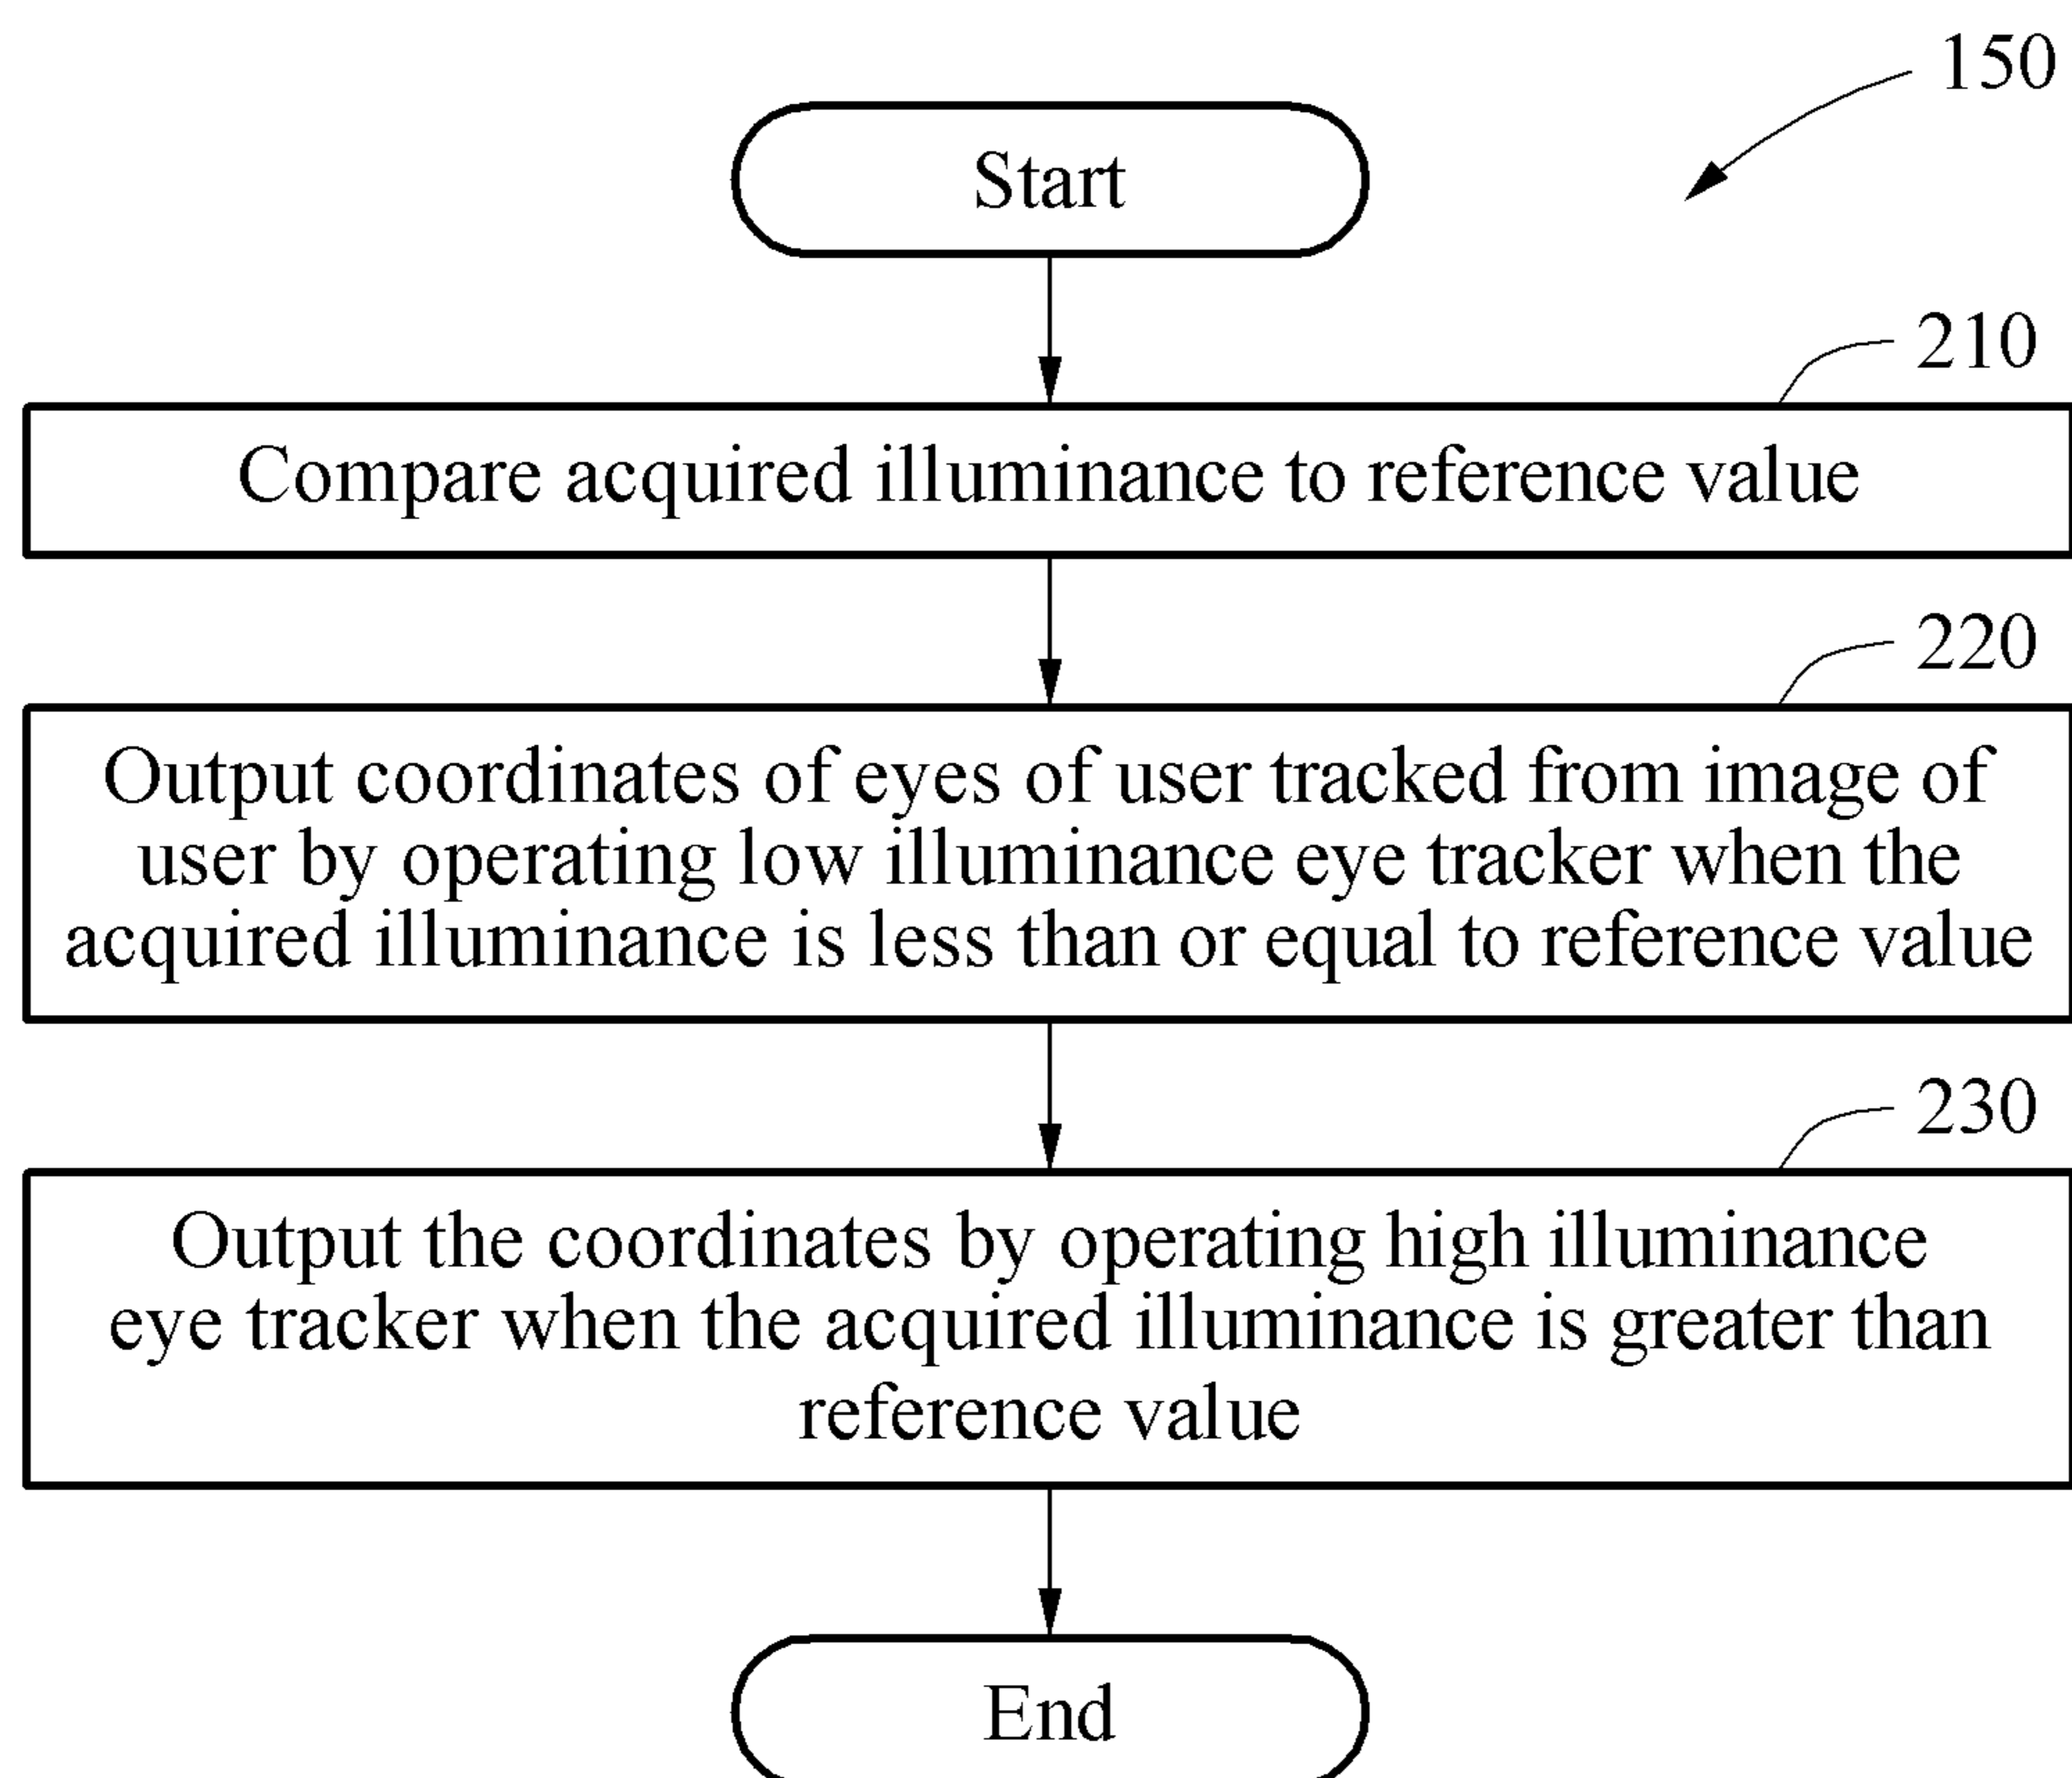 150
Start
210
Compare acquired illuminance to reference value
220
Output coordinates of eyes of user tracked from image of
user by operating low illuminance eye tracker when the
acquired illuminance is less than or equal to reference value
230
Output the coordinates by operating high illuminance
eye tracker when the acquired illuminance is greater than
reference value
End